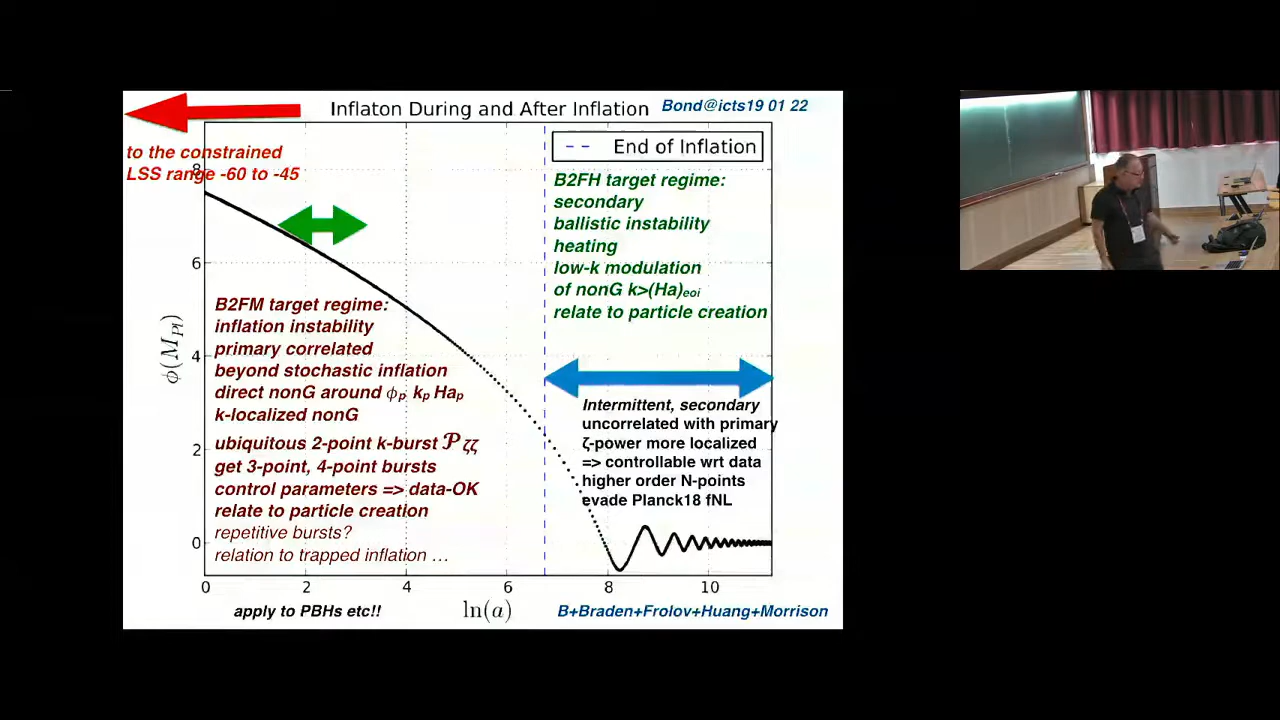 Inflaton During and After Inflation
Bond@icts19 01 22
to the constrained
LSS range -60 to -45
End of Inflation
B2FH target regime:
secondary
ballistic instability
heating
low-k modulation
of nonG k>(Ha)eoi
relate to particle creation
B2FM target regime:
inflation instability
primary correlated
beyond stochastic inflation
direct nonG around ϕp kp Hap
k-localized nonG
ubiquitous 2-point k-burst 𝒫ζζ
get 3-point, 4-point bursts
control parameters => data-OK
relate to particle creation
repetitive bursts?
relation to trapped inflation …
Intermittent, secondary
uncorrelated with primary
ζ-power more localized
=> controllable wrt data
higher order N-points
evade Planck18 fNL
ϕ(MPl)
8
6
4
2
0
0 2 4 6 8 10
ln(a)
apply to PBHs etc!!
B+Braden+Frolov+Huang+Morrison